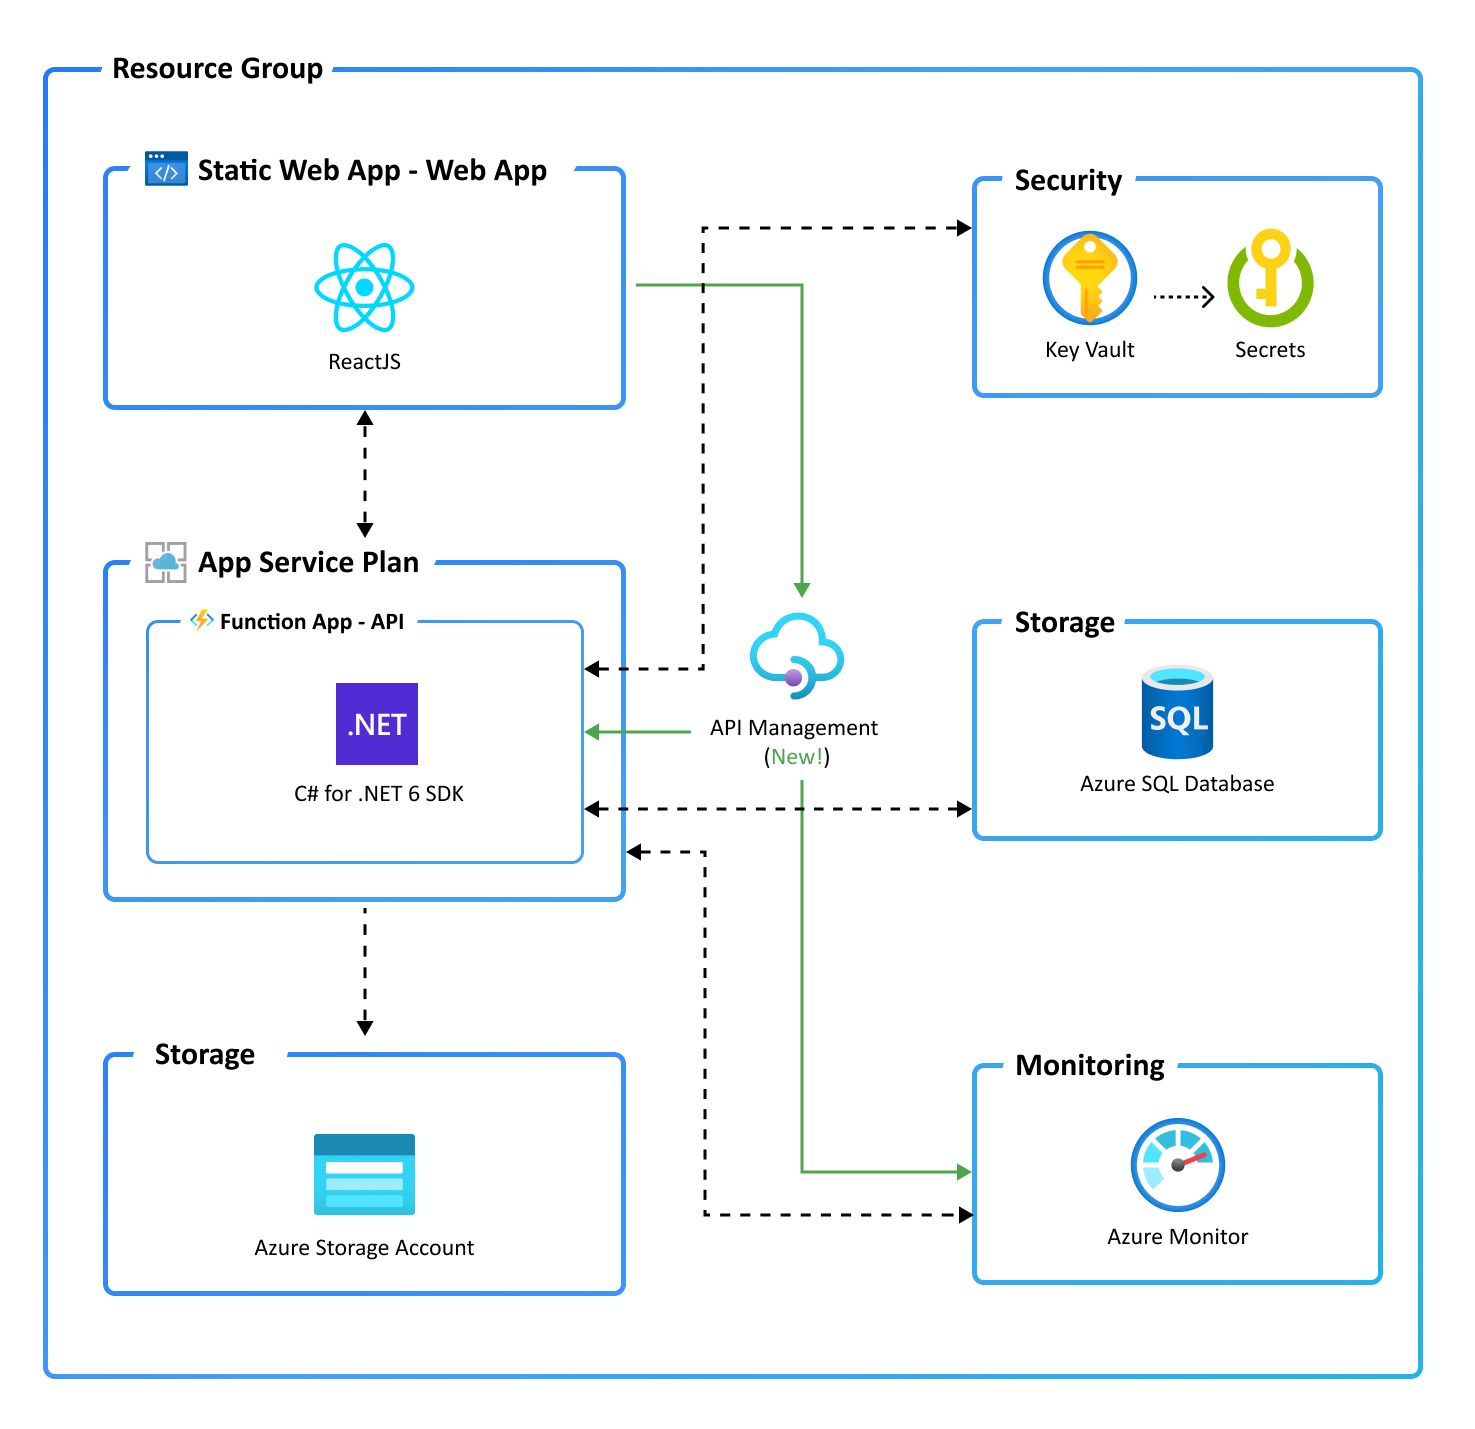 Resource Group
Static Web App - Web App
ReactJS
Security
Key Vault
Secrets
App Service Plan
Function App - API
.NET
C# for .NET 6 SDK
API Management
(New!)
Storage
SQL
Azure SQL Database
Storage
Azure Storage Account
Monitoring
Azure Monitor